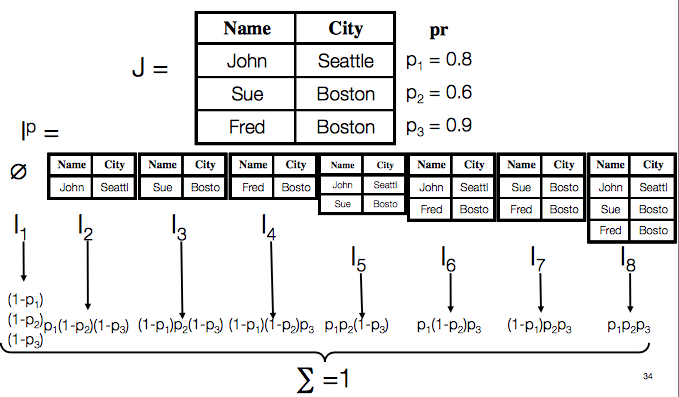 Name City pr
J = John Seattle p₁ = 0.8
Sue Boston p₂ = 0.6
Fred Boston p₃ = 0.9
Iᵖ =
∅
Name City
John Seattl
Name City
Sue Bosto
Name City
Fred Bosto
Name City
John Seattl
Sue Bosto
Name City
John Seattl
Fred Bosto
Name City
Sue Bosto
Fred Bosto
Name City
John Seattl
Sue Bosto
Fred Bosto
I₁ I₂ I₃ I₄ I₅ I₆ I₇ I₈
(1-p₁)
(1-p₂)
(1-p₃)
p₁(1-p₂)(1-p₃) (1-p₁)p₂(1-p₃) (1-p₁)(1-p₂)p₃ p₁p₂(1-p₃) p₁(1-p₂)p₃ (1-p₁)p₂p₃ p₁p₂p₃
∑ =1
34